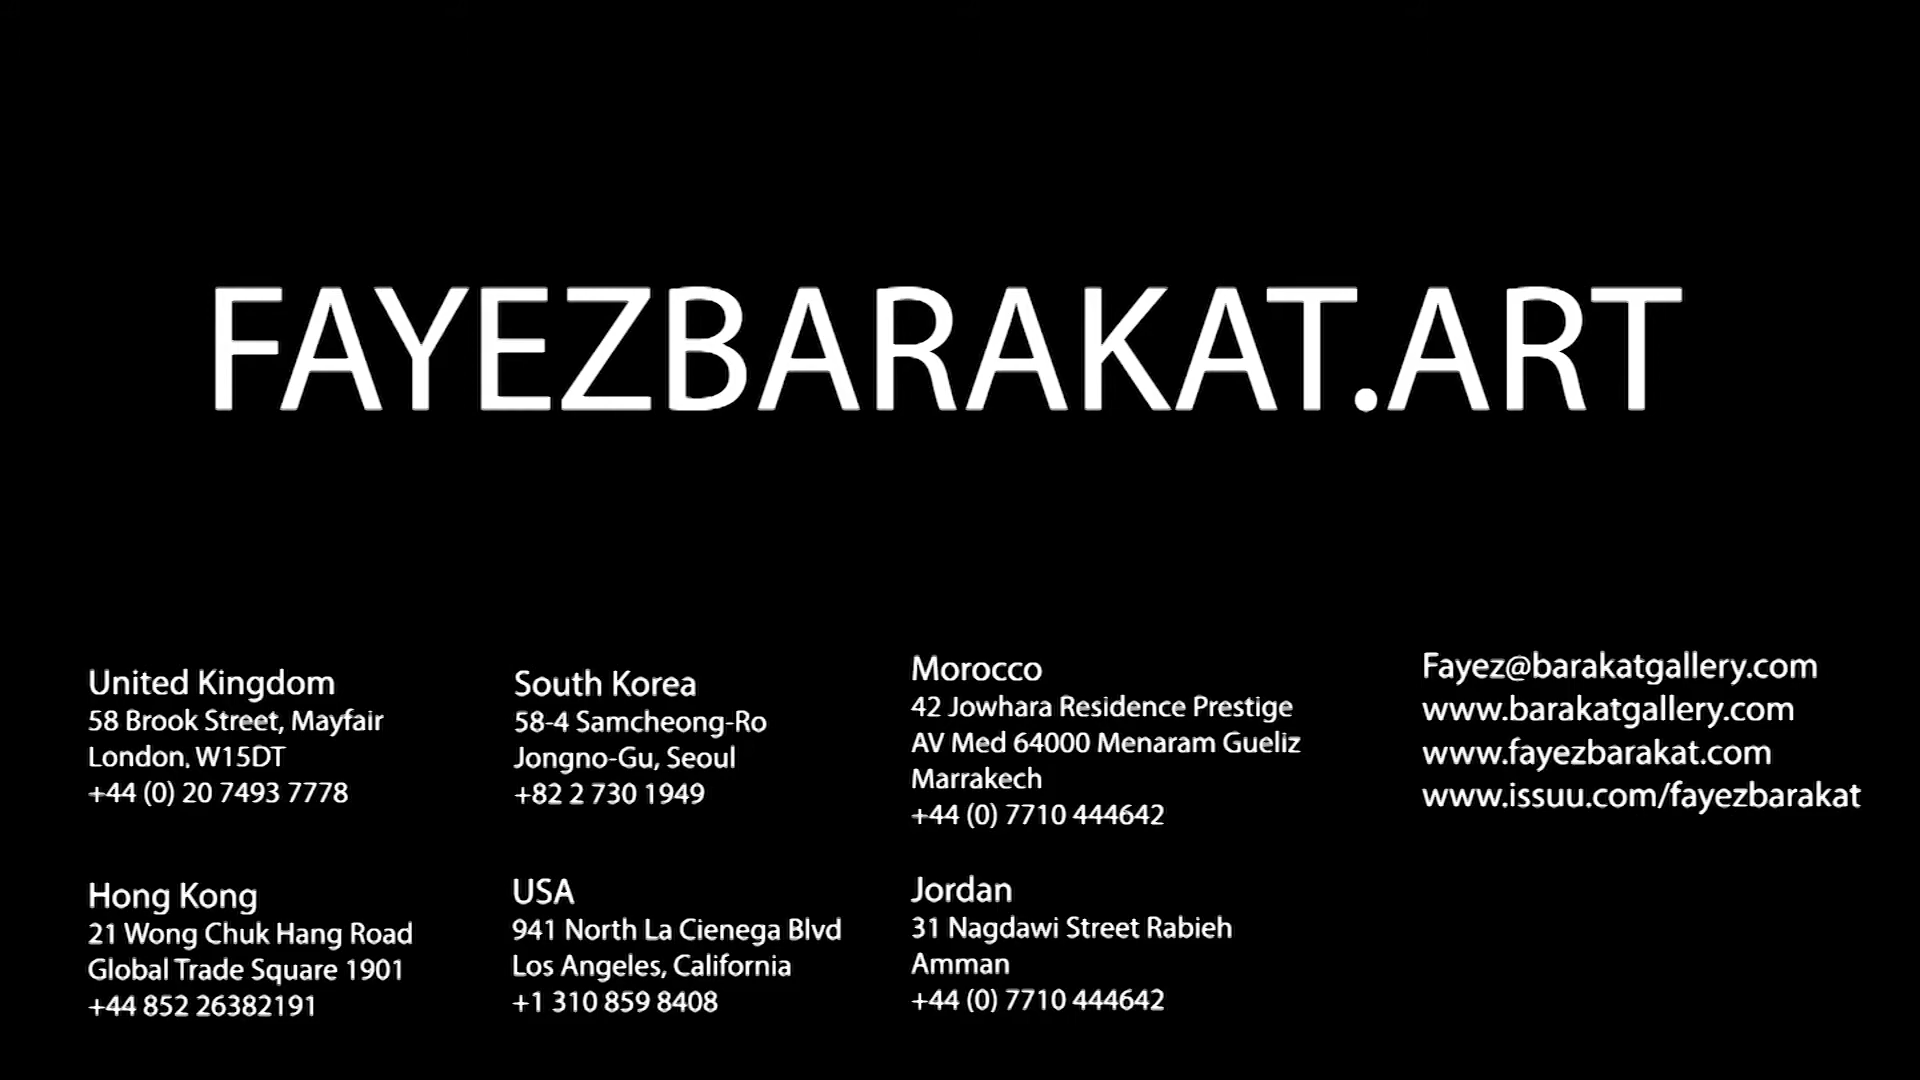 FAYEZBARAKAT.ART
United Kingdom
58 Brook Street, Mayfair
London, W15DT
+44 (0) 20 7493 7778
South Korea
58-4 Samcheong-Ro
Jongno-Gu, Seoul
+82 2 730 1949
Morocco
42 Jowhara Residence Prestige
AV Med 64000 Menaram Gueliz
Marrakech
+44 (0) 7710 444642
Fayez@barakatgallery.com
www.barakatgallery.com
www.fayezbarakat.com
www.issuu.com/fayezbarakat
Hong Kong
21 Wong Chuk Hang Road
Global Trade Square 1901
+44 852 26382191
USA
941 North La Cienega Blvd
Los Angeles, California
+1 310 859 8408
Jordan
31 Nagdawi Street Rabieh
Amman
+44 (0) 7710 444642